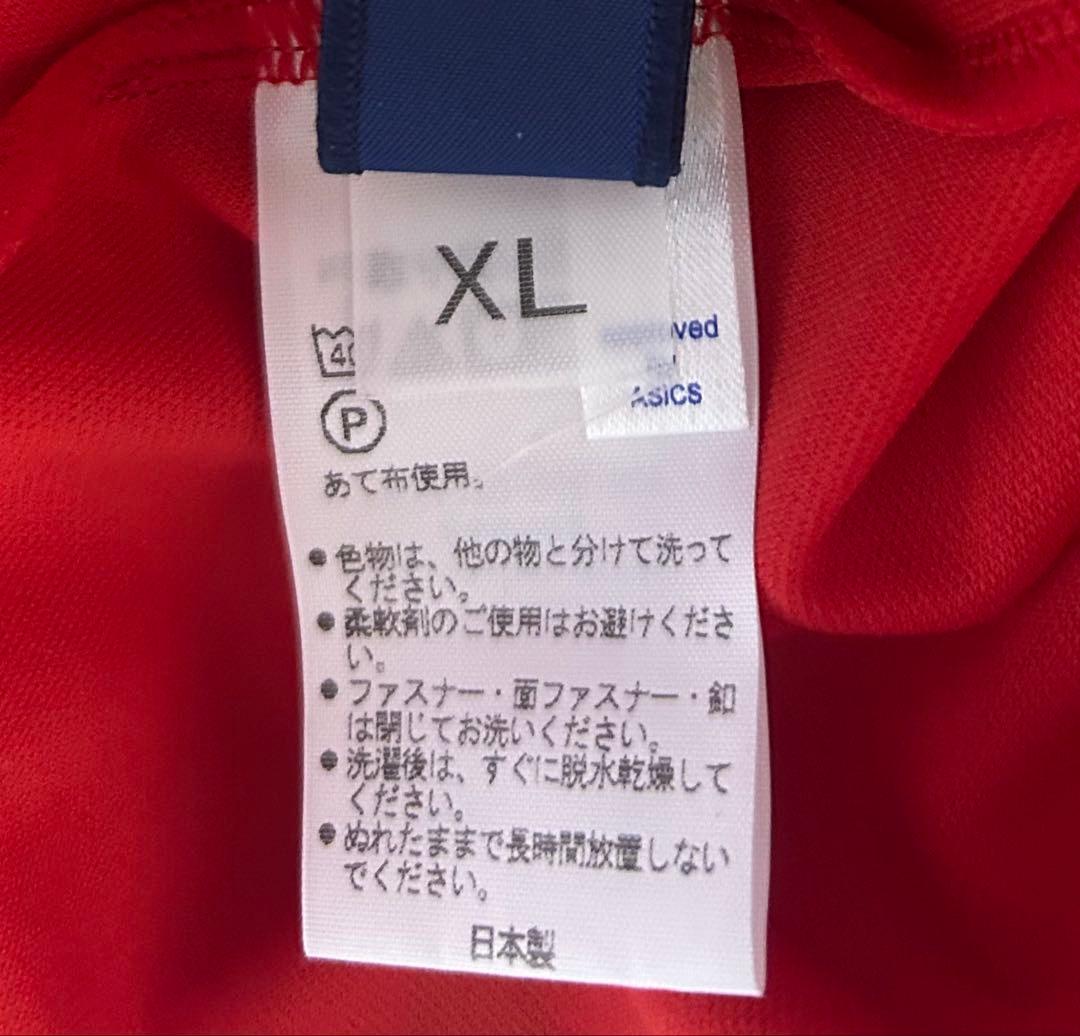 XL
40
P
ASICS
あて布使用。
● 色物は、他の物と分けて洗って
ください。
● 柔軟剤のご使用はお避けくださ
い。
● ファスナー・面ファスナー・釦
は閉じてお洗いください。
● 洗濯後は、すぐに脱水乾燥して
ください。
● ぬれたままで長時間放置しない
でください。
日本製